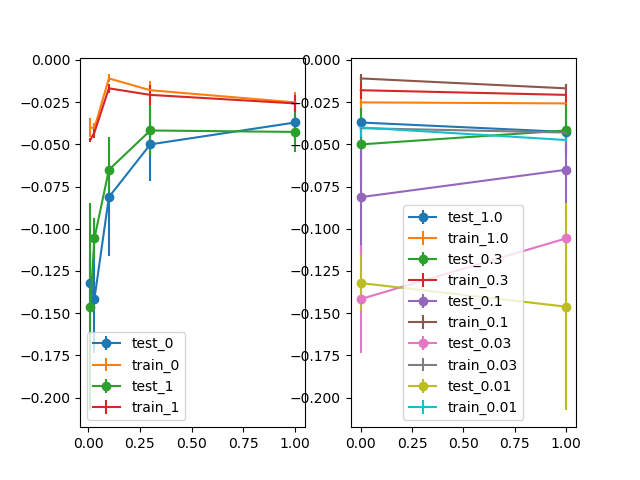 0.000
−0.025
−0.050
−0.075
−0.100
−0.125
−0.150
−0.175
−0.200
0.00 0.25 0.50 0.75 1.00
test_0
train_0
test_1
train_1
0.000
−0.025
−0.050
−0.075
−0.100
−0.125
−0.150
−0.175
−0.200
0.00 0.25 0.50 0.75 1.00
test_1.0
train_1.0
test_0.3
train_0.3
test_0.1
train_0.1
test_0.03
train_0.03
test_0.01
train_0.01